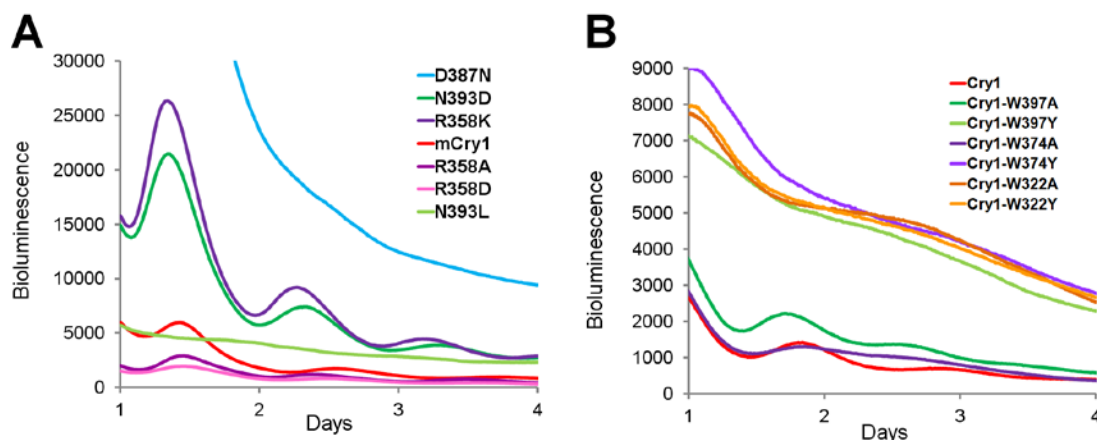 A
Bioluminescence
30000
25000
20000
15000
10000
5000
0
1
2
3
4
Days
D387N
N393D
R358K
mCry1
R358A
R358D
N393L
B
Bioluminescence
9000
8000
7000
6000
5000
4000
3000
2000
1000
0
1
2
3
4
Days
Cry1
Cry1-W397A
Cry1-W397Y
Cry1-W374A
Cry1-W374Y
Cry1-W322A
Cry1-W322Y